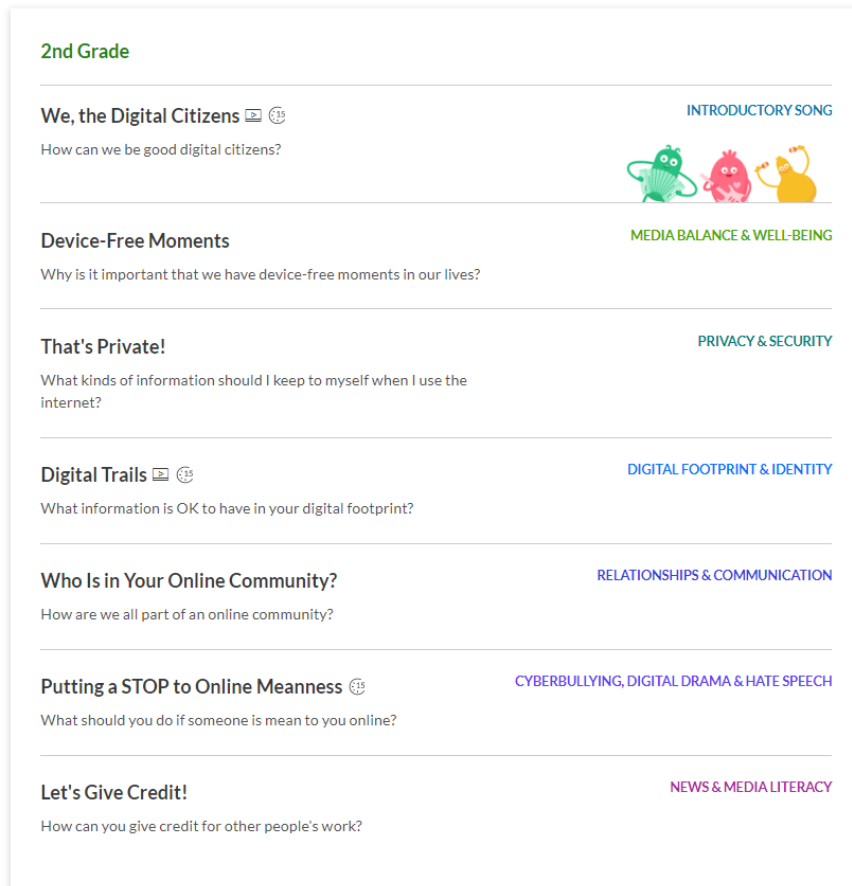 2nd Grade
We, the Digital Citizens 15
INTRODUCTORY SONG
How can we be good digital citizens?
Device-Free Moments
MEDIA BALANCE & WELL-BEING
Why is it important that we have device-free moments in our lives?
That's Private!
PRIVACY & SECURITY
What kinds of information should I keep to myself when I use the
internet?
Digital Trails 15
DIGITAL FOOTPRINT & IDENTITY
What information is OK to have in your digital footprint?
Who Is in Your Online Community?
RELATIONSHIPS & COMMUNICATION
How are we all part of an online community?
Putting a STOP to Online Meanness 15
CYBERBULLYING, DIGITAL DRAMA & HATE SPEECH
What should you do if someone is mean to you online?
Let's Give Credit!
NEWS & MEDIA LITERACY
How can you give credit for other people's work?